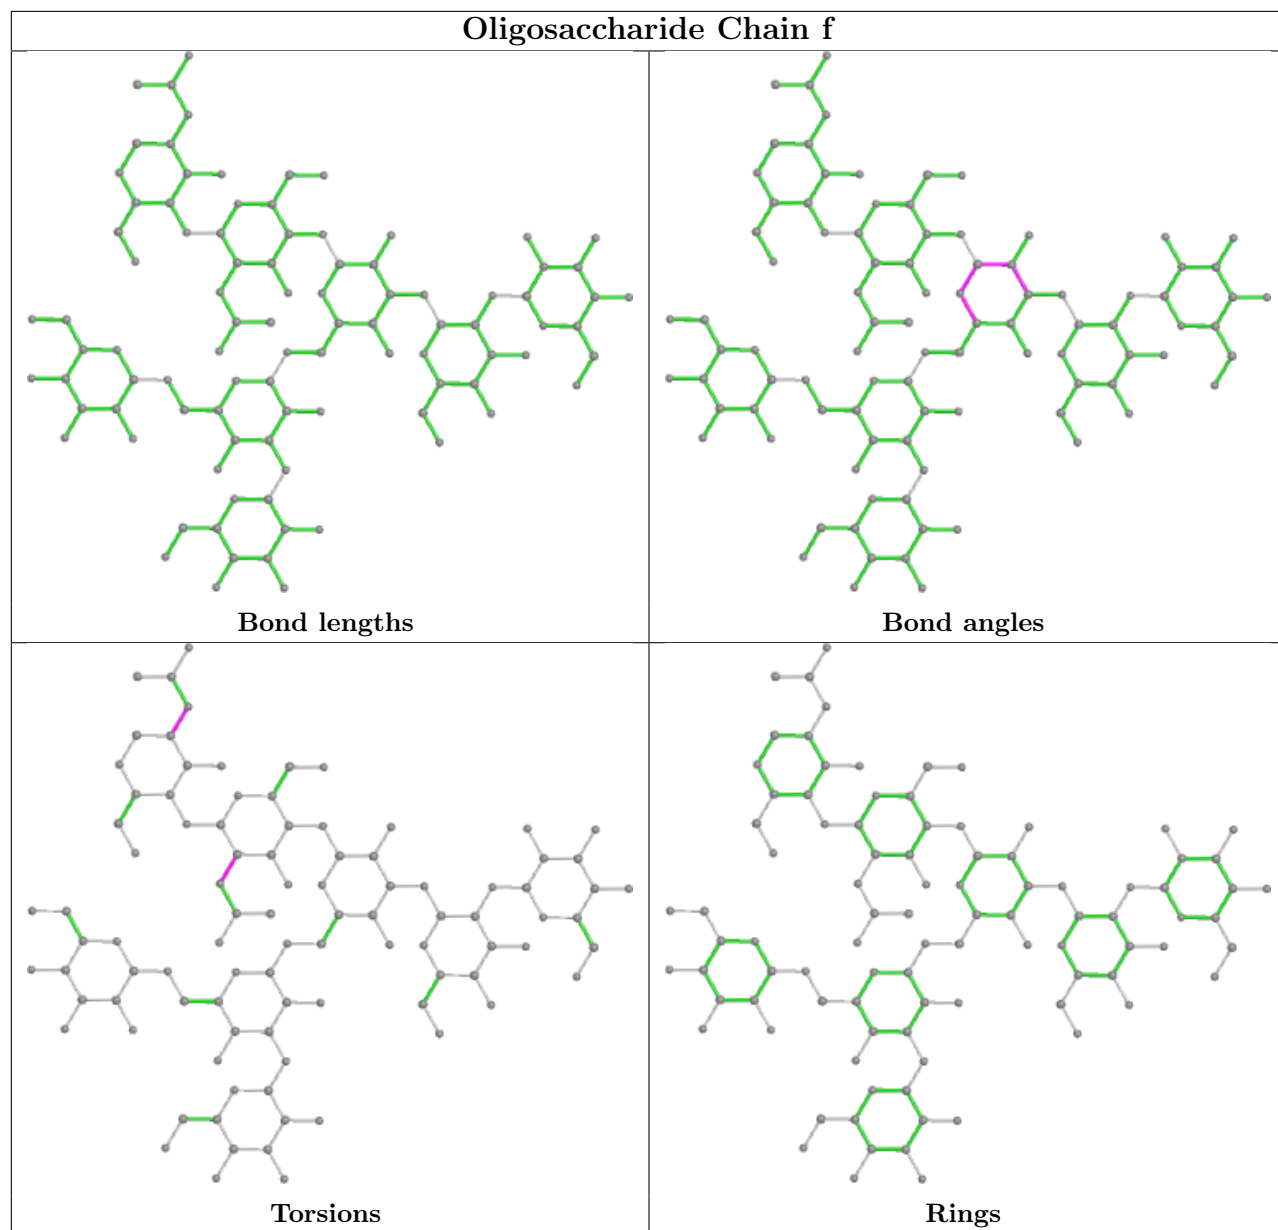 Oligosaccharide Chain f
Bond lengths
Bond angles
Torsions
Rings